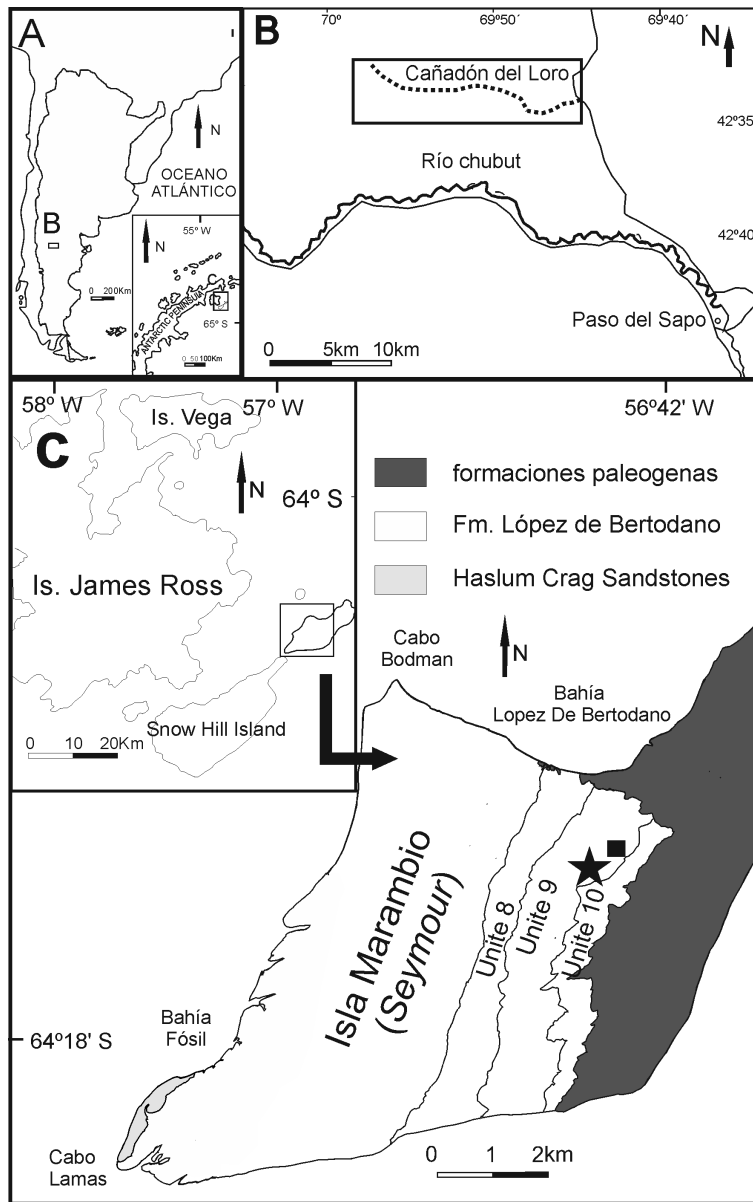 A
N
OCEANO
ATLÁNTICO
B
0 200Km
55º W
N
C
ANTARCTIC PENINSULA
65º S
0 50 100Km
B
70º
69º50
69º40
N
Cañadón del Loro
42º35
Río chubut
42º40
Paso del Sapo
0 5km 10km
58º W
57º W
C
Is. Vega
N
64º S
Is. James Ross
Snow Hill Island
0 10 20Km
56º42' W
formaciones paleogenas
Fm. López de Bertodano
Haslum Crag Sandstones
N
Cabo
Bodman
Bahía
Lopez De Bertodano
Isla Marambio
(Seymour)
Unite 8
Unite 9
Unite 10
Bahía
Fósil
64º18' S
Cabo
Lamas
0 1 2km